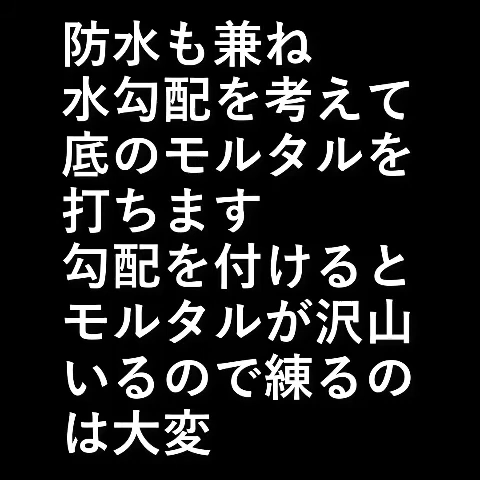 防水も兼ね
水勾配を考えて
底のモルタルを
打ちます
勾配を付けると
モルタルが沢山
いるので練るの
は大変